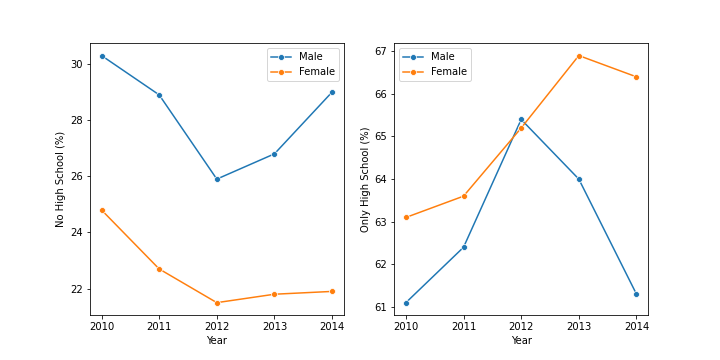 Male
Female
No High School (%)
30
28
26
24
22
2010 2011 2012 2013 2014
Year
Male
Female
Only High School (%)
67
66
65
64
63
62
61
2010 2011 2012 2013 2014
Year